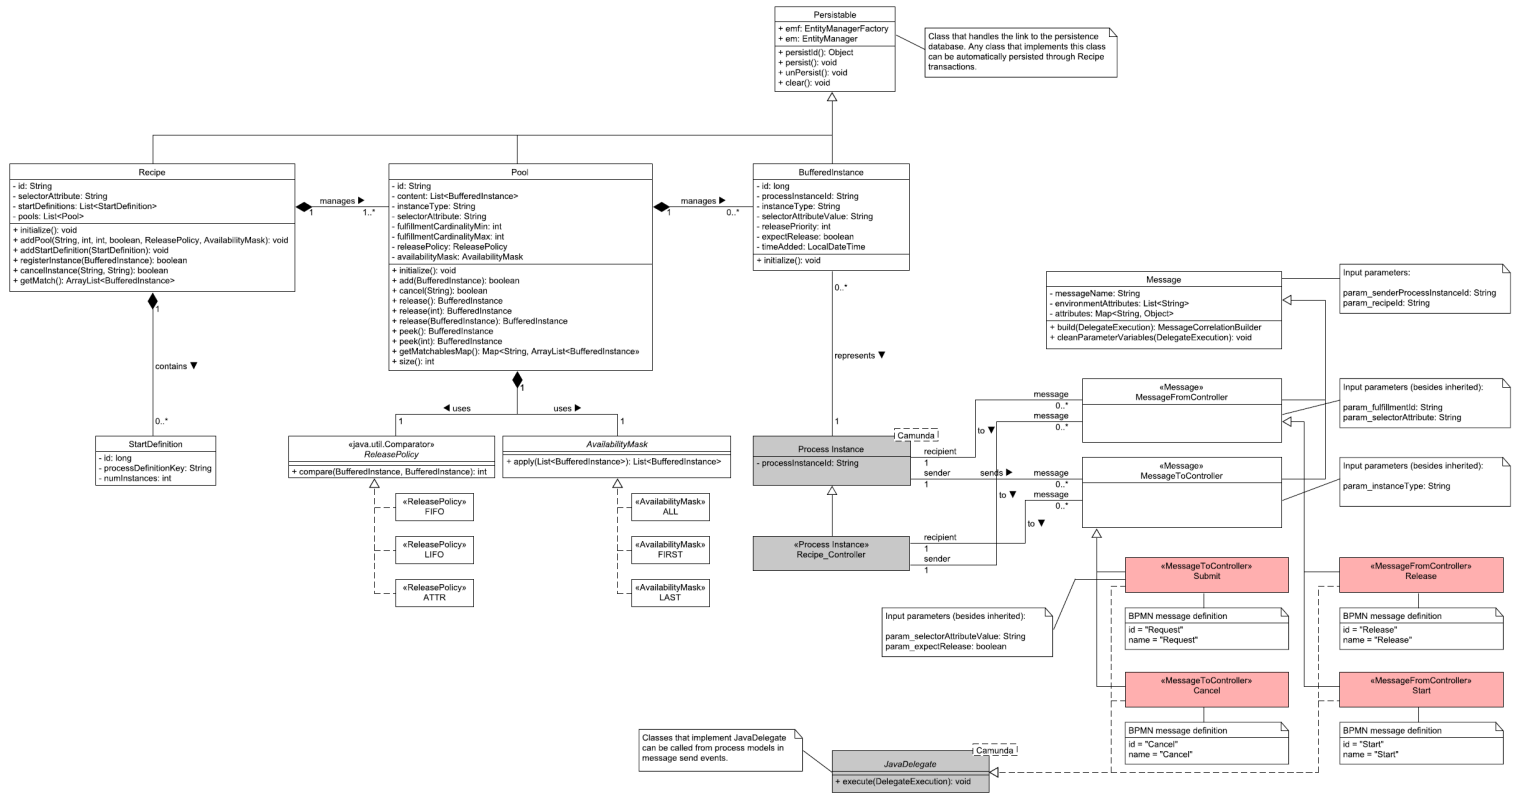 Persistable
+ emf: EntityManagerFactory
+ em: EntityManager
+ persistId(): Object
+ persist(): void
+ unPersist(): void
+ clear(): void
Class that handles the link to the persistence
database. Any class that implements this class
can be automatically persisted through Recipe
transactions.
Recipe
- id: String
- selectorAttribute: String
- startDefinitions: List<StartDefinition>
- pools: List<Pool>
+ initialize(): void
+ addPool(String, int, int, boolean, ReleasePolicy, AvailabilityMask): void
+ addStartDefinition(StartDefinition): void
+ registerInstance(BufferedInstance): boolean
+ cancelInstance(String, String): boolean
+ getMatch(): ArrayList<BufferedInstance>
manages ▶
1
1..*
Pool
- id: String
- content: List<BufferedInstance>
- instanceType: String
- selectorAttribute: String
- fulfillmentCardinalityMin: int
- fulfillmentCardinalityMax: int
- releasePolicy: ReleasePolicy
- availabilityMask: AvailabilityMask
+ initialize(): void
+ add(BufferedInstance): boolean
+ cancel(String): boolean
+ release(): BufferedInstance
+ release(int): BufferedInstance
+ release(BufferedInstance): BufferedInstance
+ peek(): BufferedInstance
+ peek(int): BufferedInstance
+ getMatchablesMap(): Map<String, ArrayList<BufferedInstance»
+ size(): int
manages ▶
1
0..*
BufferedInstance
- id: long
- processInstanceId: String
- instanceType: String
- selectorAttributeValue: String
- releasePriority: int
- expectRelease: boolean
- timeAdded: LocalDateTime
+ initialize(): void
0..*
represents ▼
1
Message
- messageName: String
- environmentAttributes: List<String>
- attributes: Map<String, Object>
+ build(DelegateExecution): MessageCorrelationBuilder
+ cleanParameterVariables(DelegateExecution): void
Input parameters:
param_senderProcessInstanceId: String
param_recipeId: String
1
contains ▼
0..*
StartDefinition
- id: long
- processDefinitionKey: String
- numInstances: int
1
◀ uses
uses ▶
1
1
«java.util.Comparator»
ReleasePolicy
+ compare(BufferedInstance, BufferedInstance): int
AvailabilityMask
+ apply(List<BufferedInstance>): List<BufferedInstance>
«ReleasePolicy»
FIFO
«ReleasePolicy»
LIFO
«ReleasePolicy»
ATTR
«AvailabilityMask»
ALL
«AvailabilityMask»
FIRST
«AvailabilityMask»
LAST
Camunda
Process Instance
- processInstanceId: String
«Process Instance»
Recipe_Controller
recipient
1
sender
1
recipient
1
sender
1
to ▼
sends ▶
to ▼
to ▼
message
0..*
message
0..*
message
0..*
message
0..*
«Message»
MessageFromController
Input parameters (besides inherited):
param_fulfillmentId: String
param_selectorAttribute: String
«Message»
MessageToController
Input parameters (besides inherited):
param_instanceType: String
Input parameters (besides inherited):
param_selectorAttributeValue: String
param_expectRelease: boolean
«MessageToController»
Submit
BPMN message definition
id = "Request"
name = "Request"
«MessageFromController»
Release
BPMN message definition
id = "Release"
name = "Release"
«MessageToController»
Cancel
BPMN message definition
id = "Cancel"
name = "Cancel"
«MessageFromController»
Start
BPMN message definition
id = "Start"
name = "Start"
Classes that implement JavaDelegate
can be called from process models in
message send events.
Camunda
JavaDelegate
+ execute(DelegateExecution): void